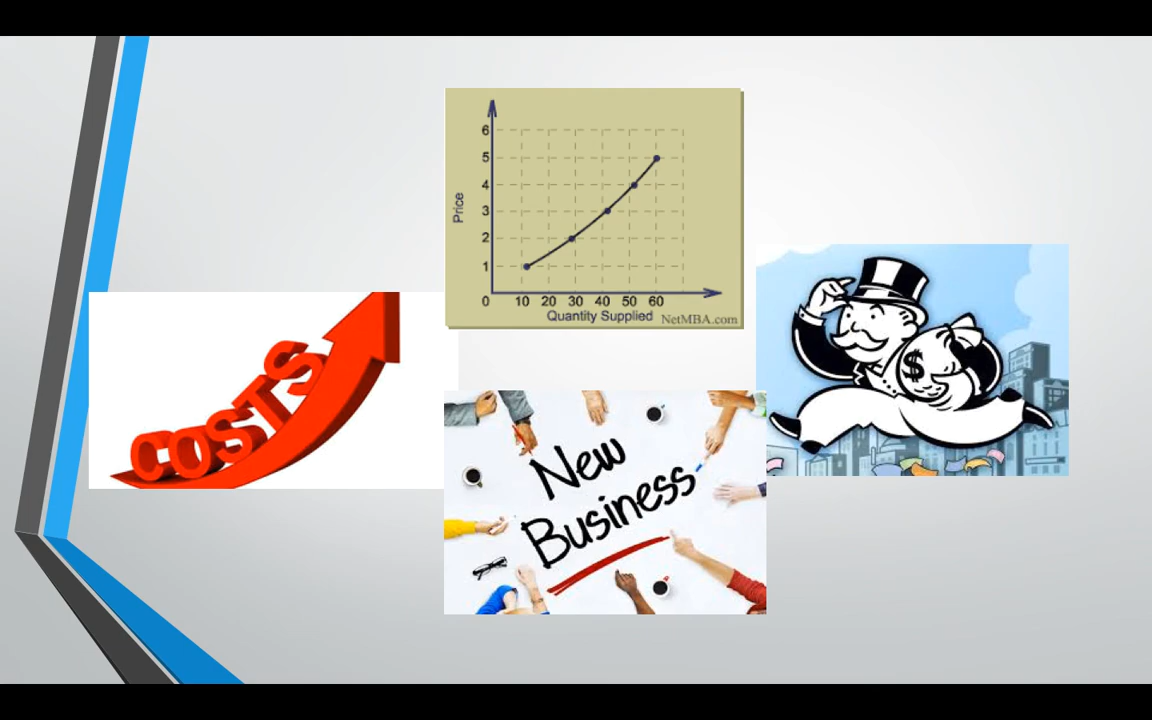 6
5
4
3
2
1
0 10 20 30 40 50 60
Price
Quantity Supplied
NetMBA.com
COSTS
$
New
Business